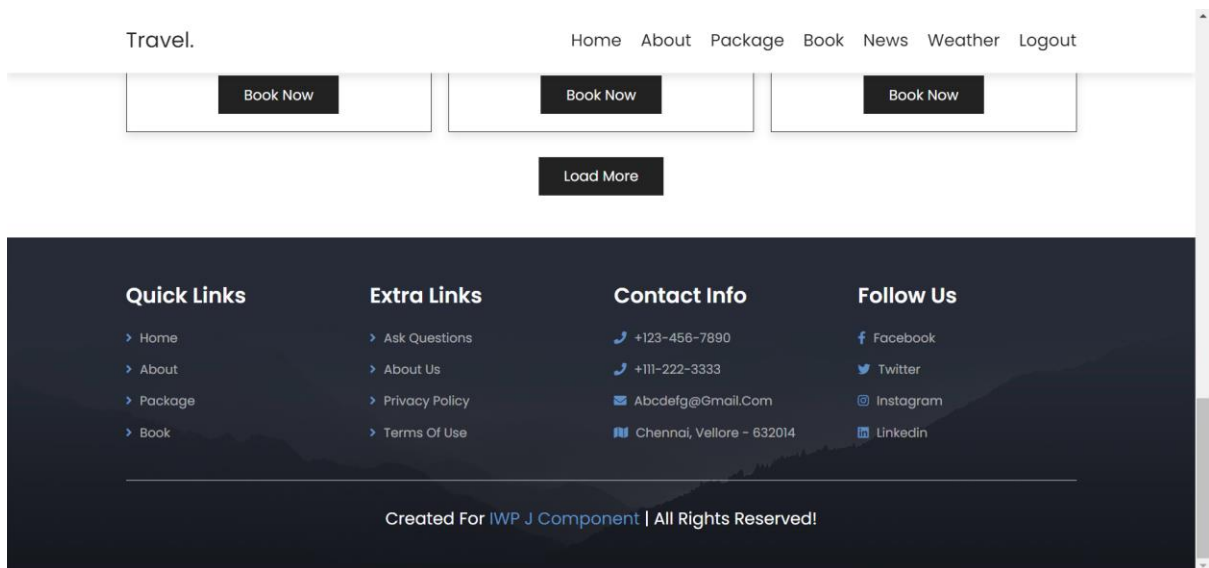 Travel.
Home About Package Book News Weather Logout
Book Now Book Now Book Now
Load More
Quick Links
Home
About
Package
Book
Extra Links
Ask Questions
About Us
Privacy Policy
Terms Of Use
Contact Info
+123-456-7890
+111-222-3333
Abcdefg@Gmail.Com
Chennai, Vellore - 632014
Follow Us
Facebook
Twitter
Instagram
Linkedin
Created For IWP J Component | All Rights Reserved!